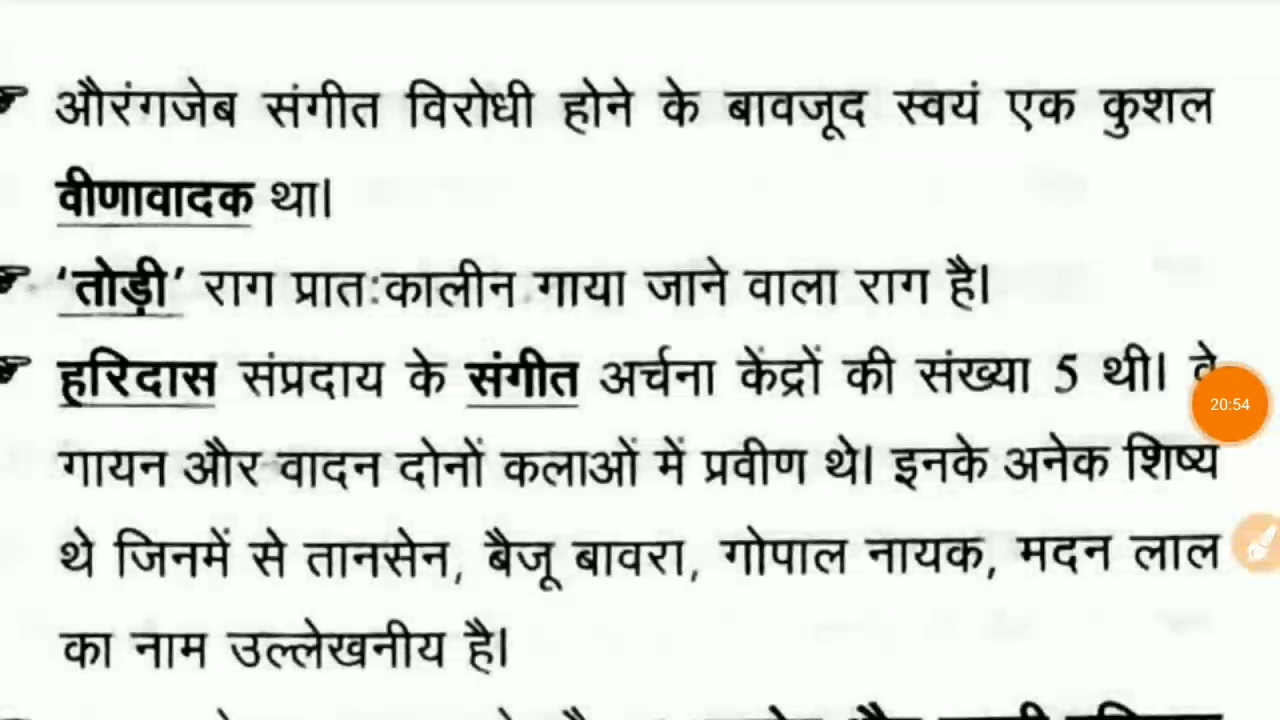 ☞ औरंगजेब संगीत विरोधी होने के बावजूद स्वयं एक कुशल
वीणावादक था।
☞ ‘तोड़ी’ राग प्रातःकालीन गाया जाने वाला राग है।
☞ हरिदास संप्रदाय के संगीत अर्चना केंद्रों की संख्या 5 थी। वे
20:54
गायन और वादन दोनों कलाओं में प्रवीण थे। इनके अनेक शिष्य
थे जिनमें से तानसेन, बैजू बावरा, गोपाल नायक, मदन लाल
का नाम उल्लेखनीय है।